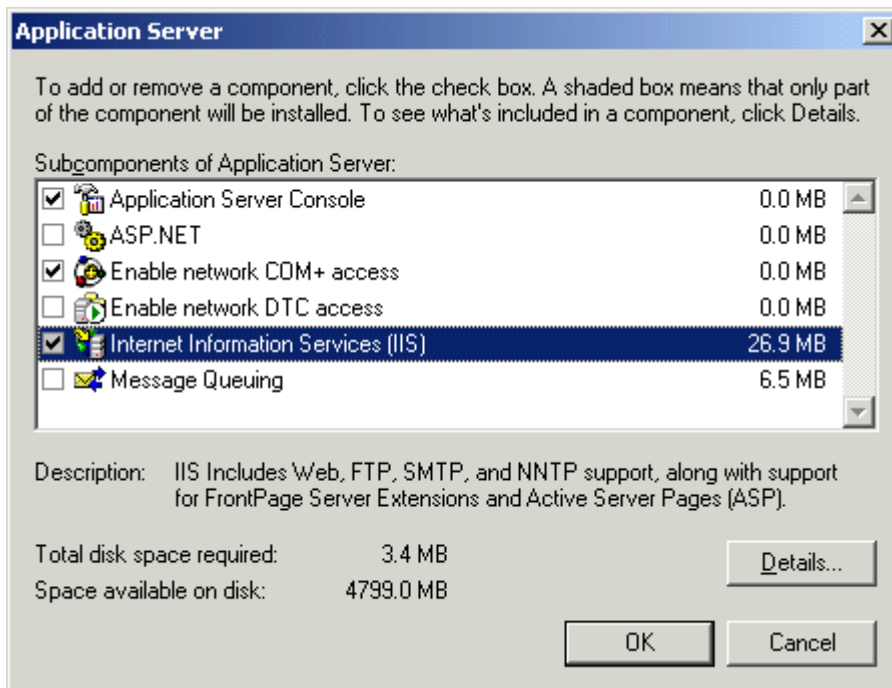 Application Server
To add or remove a component, click the check box. A shaded box means that only part
of the component will be installed. To see what's included in a component, click Details.
Subcomponents of Application Server:
Application Server Console 0.0 MB
ASP.NET 0.0 MB
Enable network COM+ access 0.0 MB
Enable network DTC access 0.0 MB
Internet Information Services (IIS) 26.9 MB
Message Queuing 6.5 MB
Description: IIS Includes Web, FTP, SMTP, and NNTP support, along with support
for FrontPage Server Extensions and Active Server Pages (ASP).
Total disk space required: 3.4 MB
Space available on disk: 4799.0 MB
Details...
OK Cancel